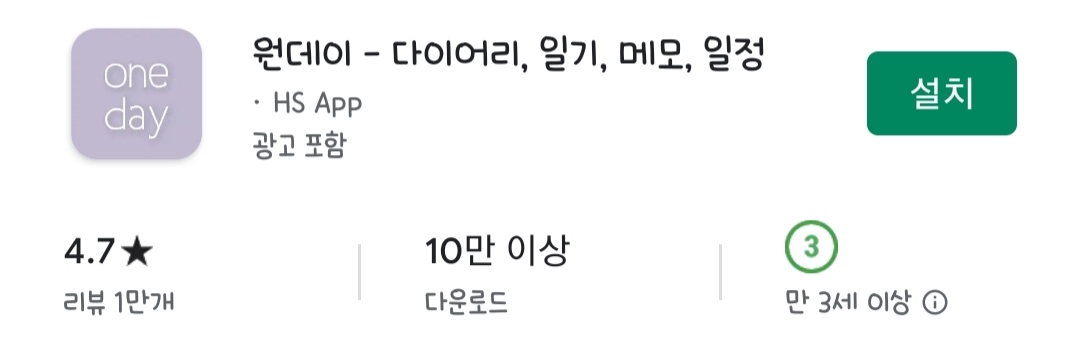 one
day
원데이 - 다이어리, 일기, 메모, 일정
· HS App
광고 포함
설치
4.7★
리뷰 1만개
10만 이상
다운로드
3
만 3세 이상 ⓘ